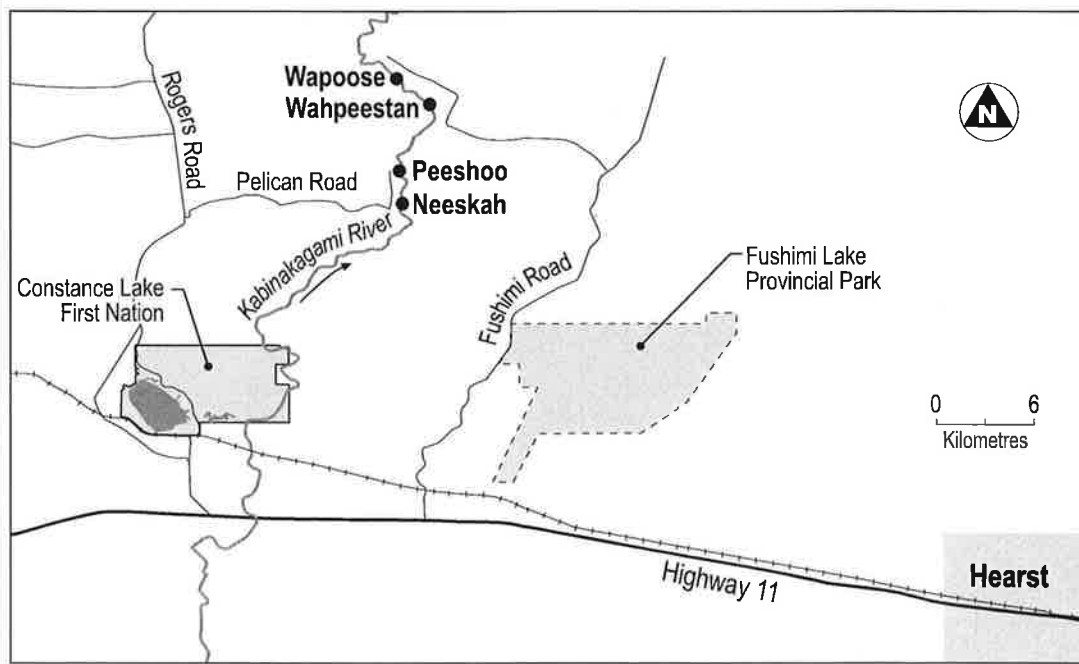 Wapoose
Wahpeestan
N
Rogers Road
Peeshoo
Pelican Road
Neeskah
Kabinakagami River
Fushimi Lake
Provincial Park
Fushimi Road
Constance Lake
First Nation
0 6
Kilometres
Highway 11
Hearst